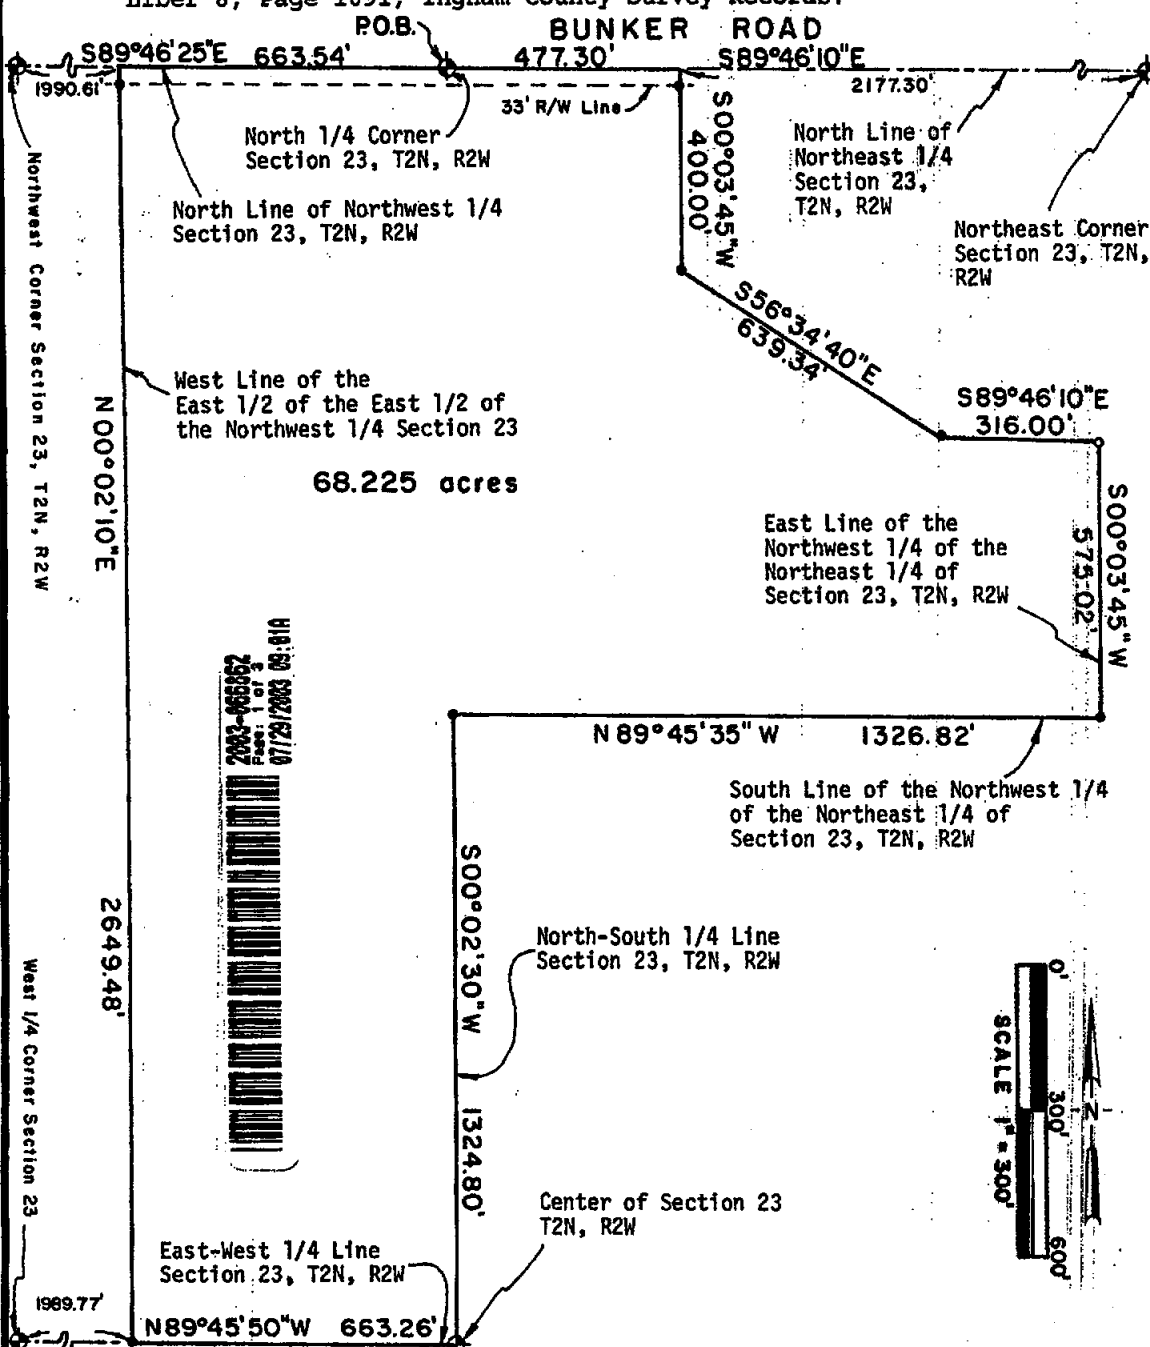 Liber 8, Page 1091, Ingham County Survey Records.
P.O.B.
BUNKER ROAD
S89°46'25"E 663.54'
477.30'
S89°46'10"E
1990.61'
33' R/W Line
2177.30'
North 1/4 Corner
Section 23, T2N, R2W
North Line of
Northeast 1/4
Section 23,
T2N, R2W
S00°03'45"W
400.00'
North Line of Northwest 1/4
Section 23, T2N, R2W
Northeast Corner
Section 23, T2N,
R2W
Northwest Corner Section 23, T2N, R2W
S56°34'40"E
639.34'
West Line of the
East 1/2 of the East 1/2 of
the Northwest 1/4 Section 23
S89°46'10"E
316.00'
N00°02'10"E
2649.48'
68.225 acres
East Line of the
Northwest 1/4 of the
Northeast 1/4 of
Section 23, T2N, R2W
S00°03'45"W
575.02'
2003-066862
Page: 1 of 3
07/29/2003 09:01A
N89°45'35"W 1326.82'
South Line of the Northwest 1/4
of the Northeast 1/4 of
Section 23, T2N, R2W
S00°02'30"W 1324.80'
North-South 1/4 Line
Section 23, T2N, R2W
0'
300'
600'
SCALE 1" = 300'
N
West 1/4 Corner Section 23
Center of Section 23
T2N, R2W
East-West 1/4 Line
Section 23, T2N, R2W
1989.77'
N89°45'50"W 663.26'